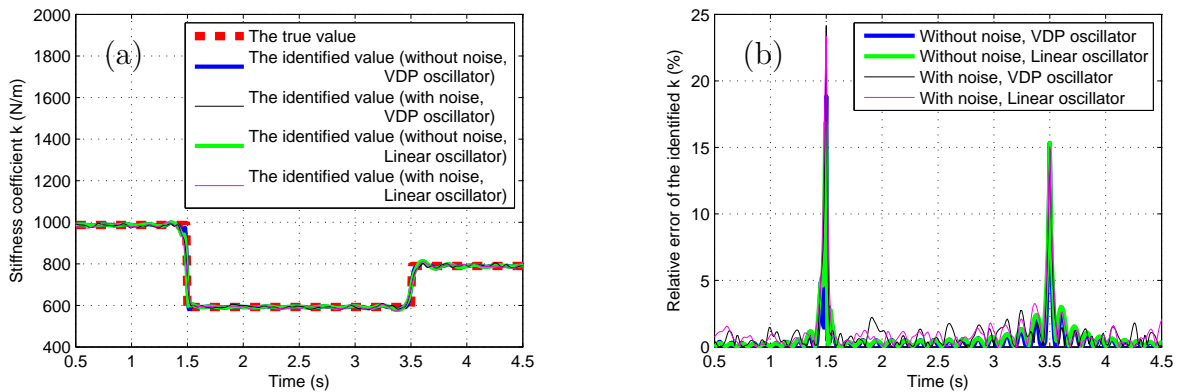 (a)
The true value
The identified value (without noise,
VDP oscillator)
The identified value (with noise,
VDP oscillator)
The identified value (without noise,
Linear oscillator)
The identified value (with noise,
Linear oscillator)
Stiffness coefficient k (N/m)
2000
1800
1600
1400
1200
1000
800
600
400
0.5 1 1.5 2 2.5 3 3.5 4 4.5
Time (s)
(b)
Without noise, VDP oscillator
Without noise, Linear oscillator
With noise, VDP oscillator
With noise, Linear oscillator
Relative error of the identified k (%)
25
20
15
10
5
0
0.5 1 1.5 2 2.5 3 3.5 4 4.5
Time (s)